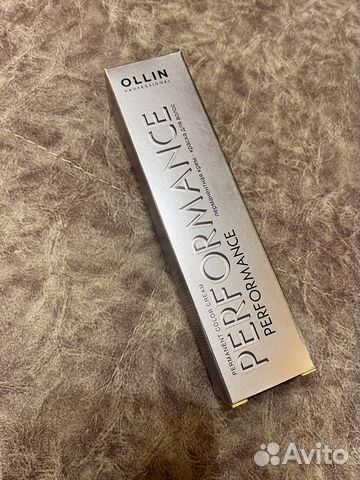 OLLIN
PROFESSIONAL
PERMANENT COLOR CREAM
PERFORMANCE
перманентная крем-краска для волос
PERFORMANCE
Avito